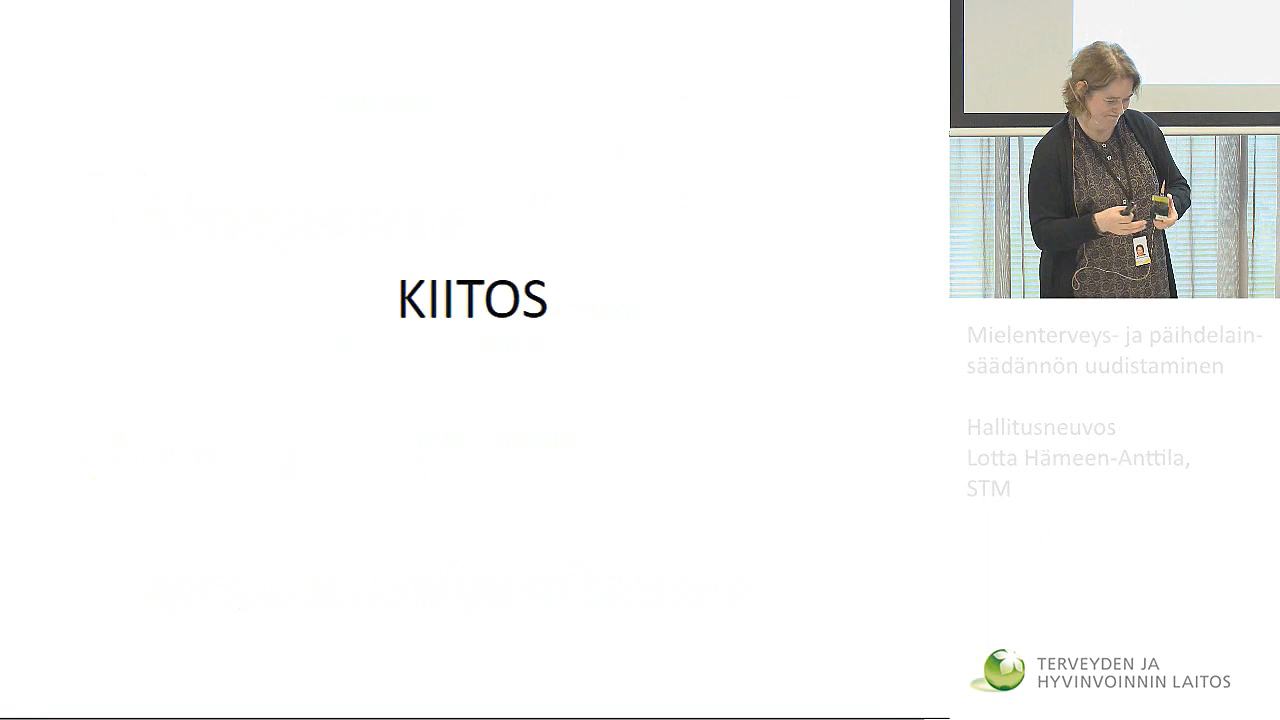 KIITOS
Mielenterveys- ja päihdelain-
säädännön uudistaminen
Hallitusneuvos
Lotta Hämeen-Anttila,
STM
TERVEYDEN JA
HYVINVOINNIN LAITOS